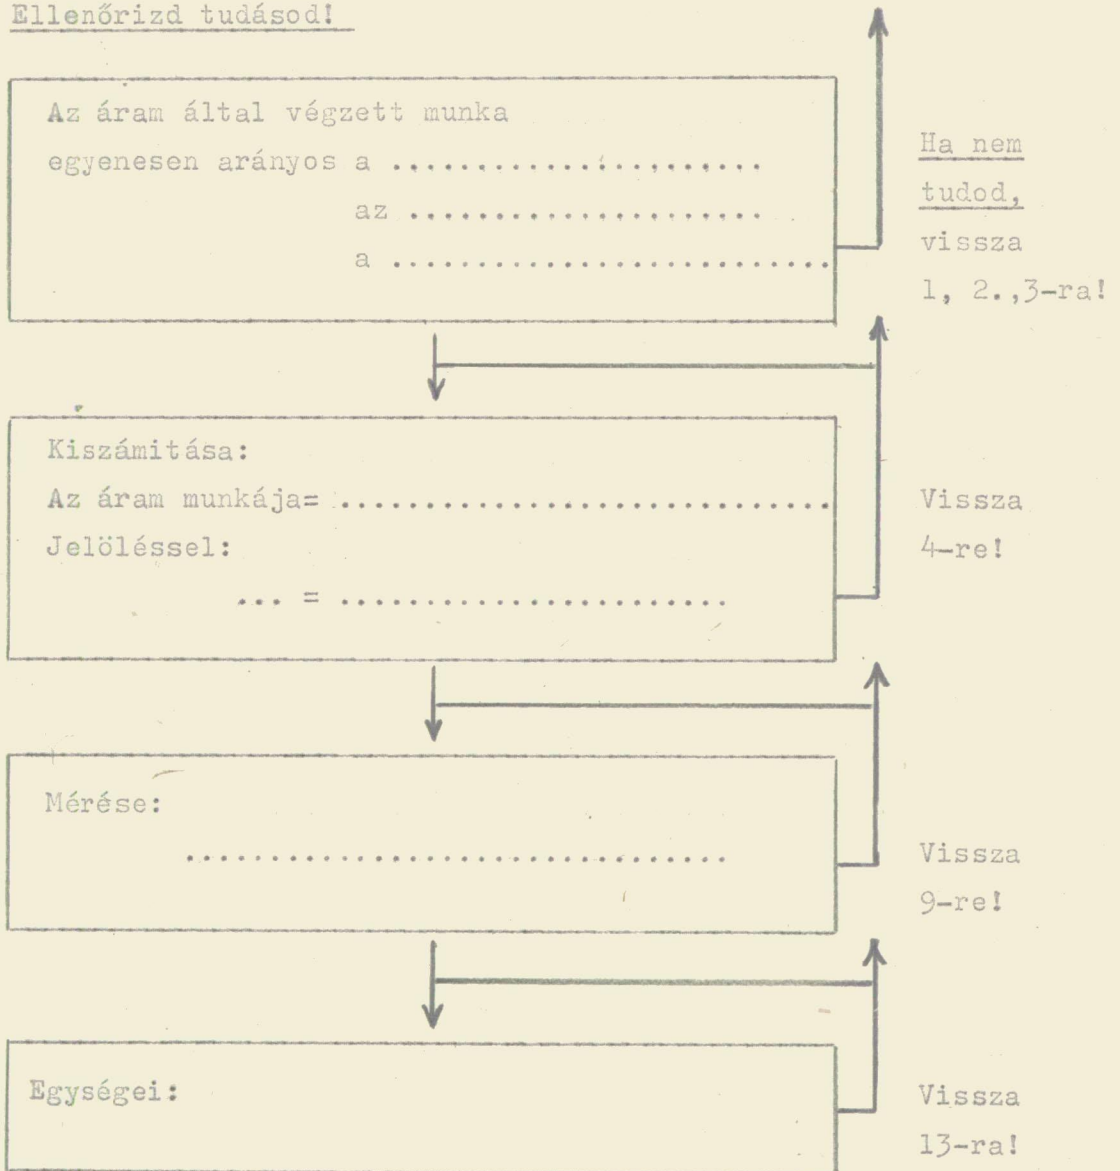 Ellenőrizd tudásod!
Az áram által végzett munka
egyenesen arányos a ......................
az .....................
a ..........................
Ha nem
tudod,
vissza
1, 2.,3-ra!
Kiszámitása:
Az áram munkája= .............................
Jelöléssel:
... = .......................
Vissza
4-re!
Mérése:
................................
Vissza
9-re!
Egységei:
Vissza
13-ra!